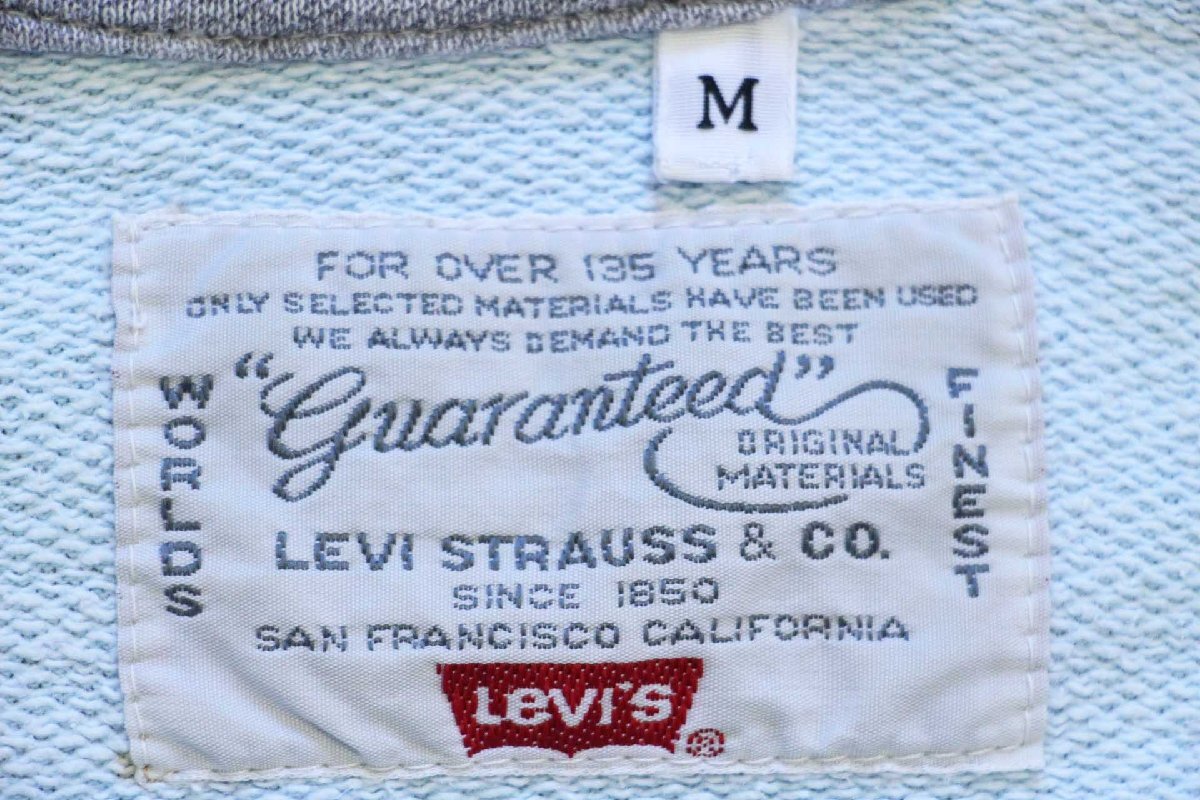 M
FOR OVER 135 YEARS
ONLY SELECTED MATERIALS HAVE BEEN USED
WE ALWAYS DEMAND THE BEST
WORLDS
"Guaranteed"
FINEST
ORIGINAL
MATERIALS
LEVI STRAUSS & CO.
SINCE 1850
SAN FRANCISCO CALIFORNIA
LEVI'S ®